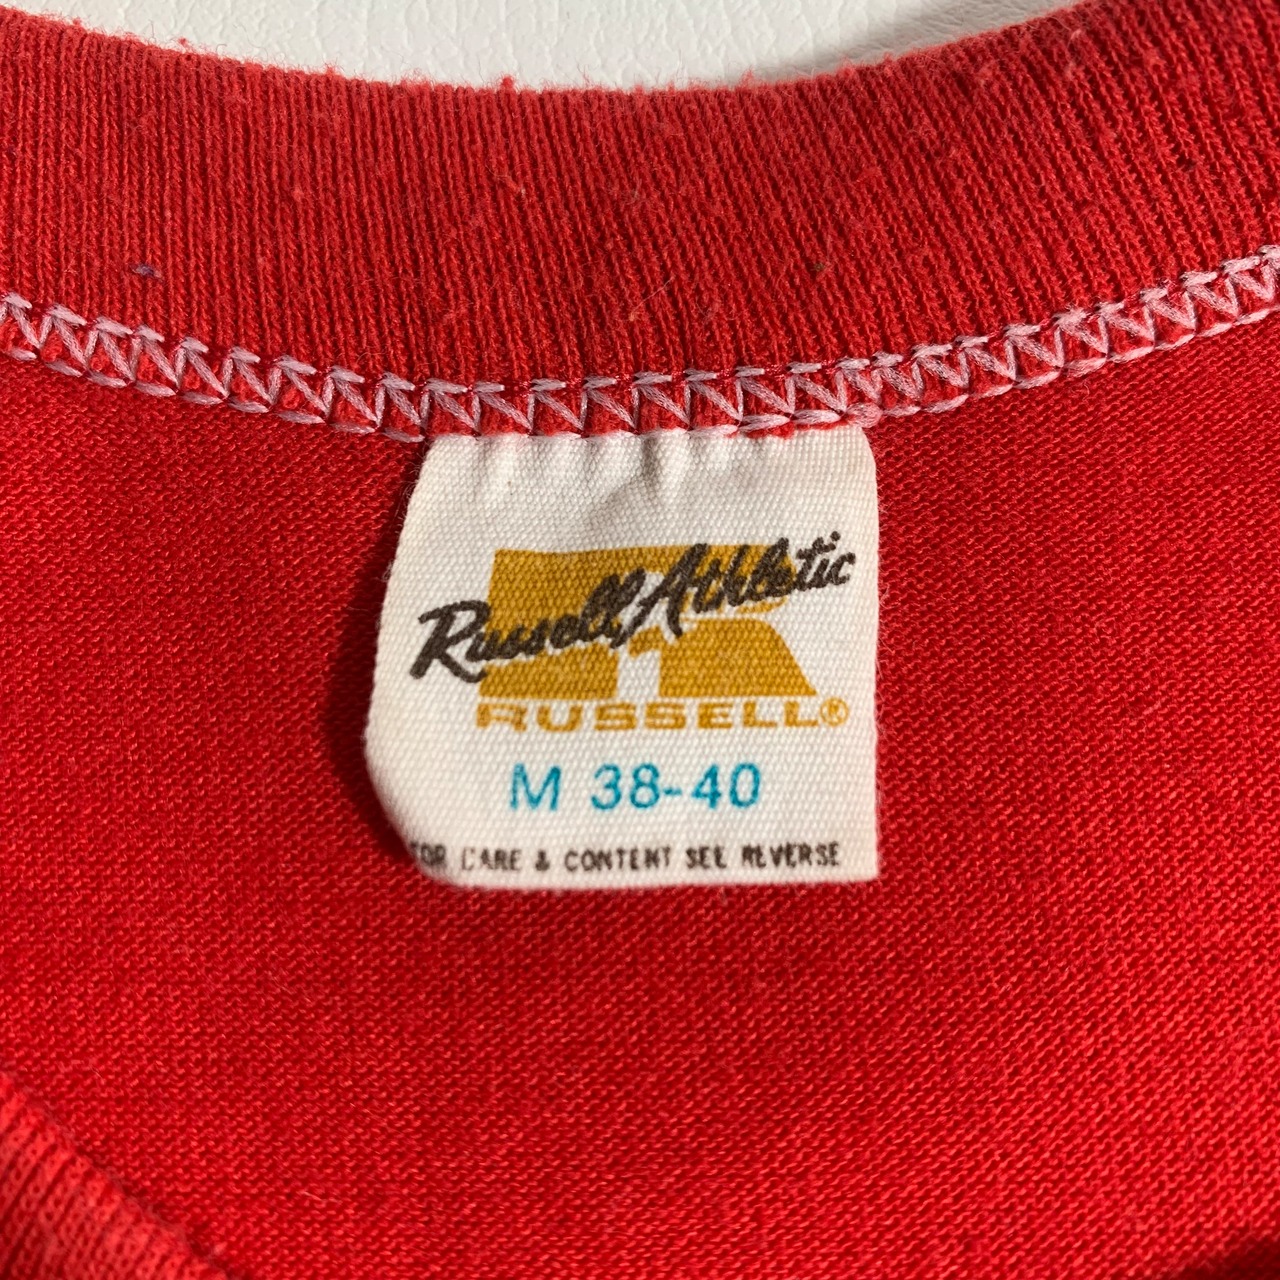 Russell Athletic
RUSSELL®
M 38-40
FOR CARE & CONTENT SEE REVERSE